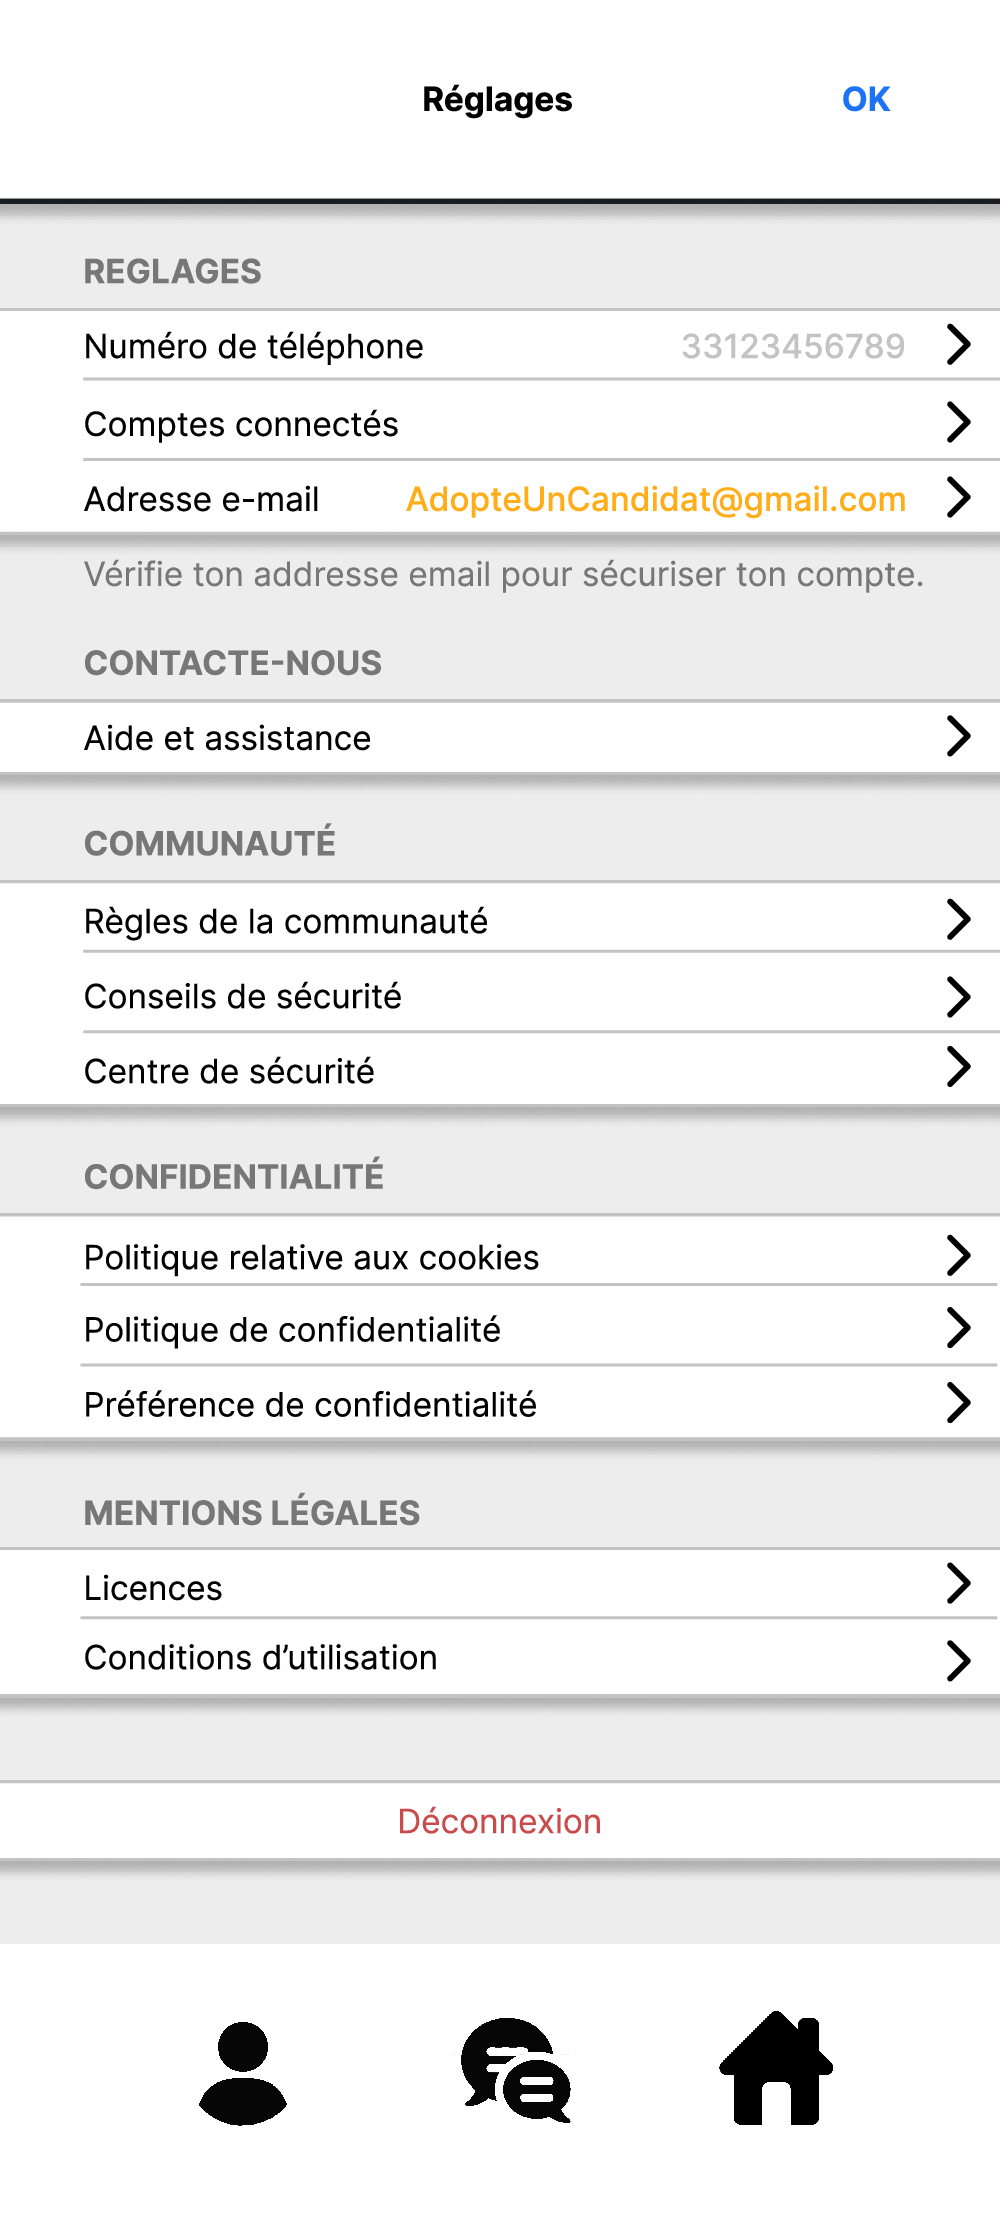 Réglages OK
REGLAGES
Numéro de téléphone 33123456789
Comptes connectés
Adresse e-mail AdopteUnCandidat@gmail.com
Vérifie ton addresse email pour sécuriser ton compte.
CONTACTE-NOUS
Aide et assistance
COMMUNAUTÉ
Règles de la communauté
Conseils de sécurité
Centre de sécurité
CONFIDENTIALITÉ
Politique relative aux cookies
Politique de confidentialité
Préférence de confidentialité
MENTIONS LÉGALES
Licences
Conditions d’utilisation
Déconnexion